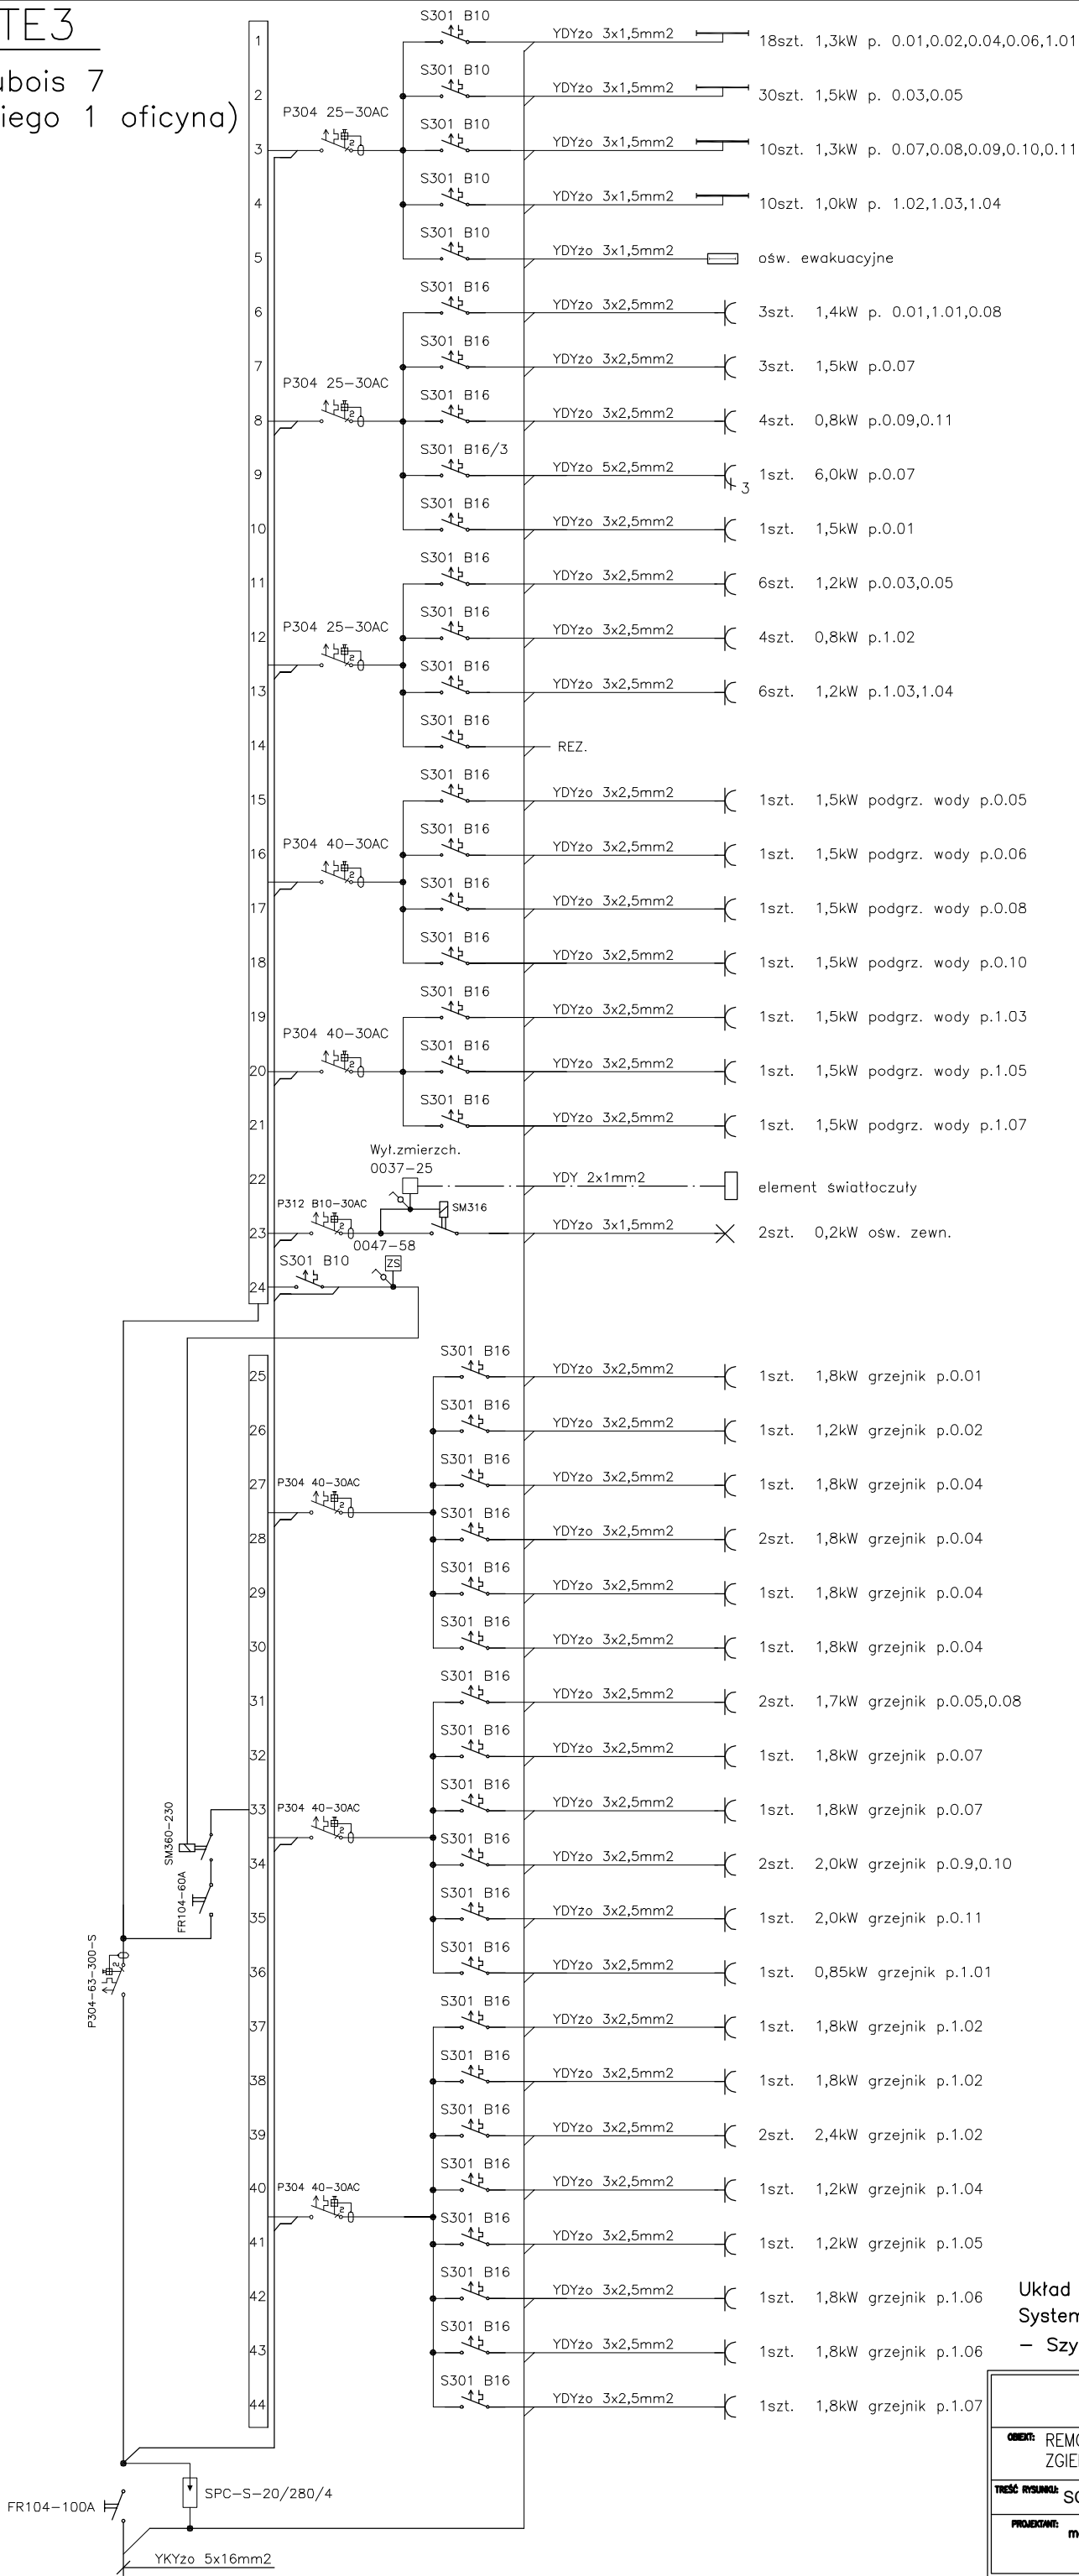 TE3
ubois 7
iego 1 oficyna)
1
S301 B10
YDYżo 3x1,5mm2
18szt. 1,3kW p. 0.01,0.02,0.04,0.06,1.01
2
S301 B10
YDYżo 3x1,5mm2
30szt. 1,5kW p. 0.03,0.05
P304 25-30AC
3
S301 B10
YDYżo 3x1,5mm2
10szt. 1,3kW p. 0.07,0.08,0.09,0.10,0.11
4
S301 B10
YDYżo 3x1,5mm2
10szt. 1,0kW p. 1.02,1.03,1.04
5
S301 B10
YDYżo 3x1,5mm2
ośw. ewakuacyjne
6
S301 B16
YDYżo 3x2,5mm2
3szt. 1,4kW p. 0.01,1.01,0.08
7
S301 B16
YDYżo 3x2,5mm2
3szt. 1,5kW p.0.07
P304 25-30AC
8
S301 B16
YDYżo 3x2,5mm2
4szt. 0,8kW p.0.09,0.11
9
S301 B16/3
YDYżo 5x2,5mm2
3
1szt. 6,0kW p.0.07
10
S301 B16
YDYżo 3x2,5mm2
1szt. 1,5kW p.0.01
11
S301 B16
YDYżo 3x2,5mm2
6szt. 1,2kW p.0.03,0.05
P304 25-30AC
12
S301 B16
YDYżo 3x2,5mm2
4szt. 0,8kW p.1.02
13
S301 B16
YDYżo 3x2,5mm2
6szt. 1,2kW p.1.03,1.04
14
S301 B16
REZ.
15
S301 B16
YDYżo 3x2,5mm2
1szt. 1,5kW podgrz. wody p.0.05
P304 40-30AC
16
S301 B16
YDYżo 3x2,5mm2
1szt. 1,5kW podgrz. wody p.0.06
17
S301 B16
YDYżo 3x2,5mm2
1szt. 1,5kW podgrz. wody p.0.08
18
S301 B16
YDYżo 3x2,5mm2
1szt. 1,5kW podgrz. wody p.0.10
19
S301 B16
YDYżo 3x2,5mm2
1szt. 1,5kW podgrz. wody p.1.03
P304 40-30AC
20
S301 B16
YDYżo 3x2,5mm2
1szt. 1,5kW podgrz. wody p.1.05
21
S301 B16
YDYżo 3x2,5mm2
1szt. 1,5kW podgrz. wody p.1.07
Wył.zmierzch.
0037-25
22
YDY 2x1mm2
element światłoczuły
P312 B10-30AC
SM316
23
YDYżo 3x1,5mm2
2szt. 0,2kW ośw. zewn.
0047-58
ZS
S301 B10
24
25
S301 B16
YDYżo 3x2,5mm2
1szt. 1,8kW grzejnik p.0.01
26
S301 B16
YDYżo 3x2,5mm2
1szt. 1,2kW grzejnik p.0.02
27
P304 40-30AC
S301 B16
YDYżo 3x2,5mm2
1szt. 1,8kW grzejnik p.0.04
28
S301 B16
YDYżo 3x2,5mm2
2szt. 1,8kW grzejnik p.0.04
29
S301 B16
YDYżo 3x2,5mm2
1szt. 1,8kW grzejnik p.0.04
30
S301 B16
YDYżo 3x2,5mm2
1szt. 1,8kW grzejnik p.0.04
31
S301 B16
YDYżo 3x2,5mm2
2szt. 1,7kW grzejnik p.0.05,0.08
32
S301 B16
YDYżo 3x2,5mm2
1szt. 1,8kW grzejnik p.0.07
33
P304 40-30AC
S301 B16
YDYżo 3x2,5mm2
1szt. 1,8kW grzejnik p.0.07
SM360-230
34
S301 B16
YDYżo 3x2,5mm2
2szt. 2,0kW grzejnik p.0.9,0.10
FR104-60A
35
S301 B16
YDYżo 3x2,5mm2
1szt. 2,0kW grzejnik p.0.11
P304-63-300-S
36
S301 B16
YDYżo 3x2,5mm2
1szt. 0,85kW grzejnik p.1.01
37
S301 B16
YDYżo 3x2,5mm2
1szt. 1,8kW grzejnik p.1.02
38
S301 B16
YDYżo 3x2,5mm2
1szt. 1,8kW grzejnik p.1.02
39
S301 B16
YDYżo 3x2,5mm2
2szt. 2,4kW grzejnik p.1.02
40
P304 40-30AC
S301 B16
YDYżo 3x2,5mm2
1szt. 1,2kW grzejnik p.1.04
41
S301 B16
YDYżo 3x2,5mm2
1szt. 1,2kW grzejnik p.1.05
42
S301 B16
YDYżo 3x2,5mm2
1szt. 1,8kW grzejnik p.1.06
43
S301 B16
YDYżo 3x2,5mm2
1szt. 1,8kW grzejnik p.1.06
44
S301 B16
YDYżo 3x2,5mm2
1szt. 1,8kW grzejnik p.1.07
Układ
System
- Szy
OBIEKT: REMO
ZGIE
TREŚĆ RYSUNKU: SC
PROJEKTANT:
m
SPC-S-20/280/4
FR104-100A
YKYżo 5x16mm2